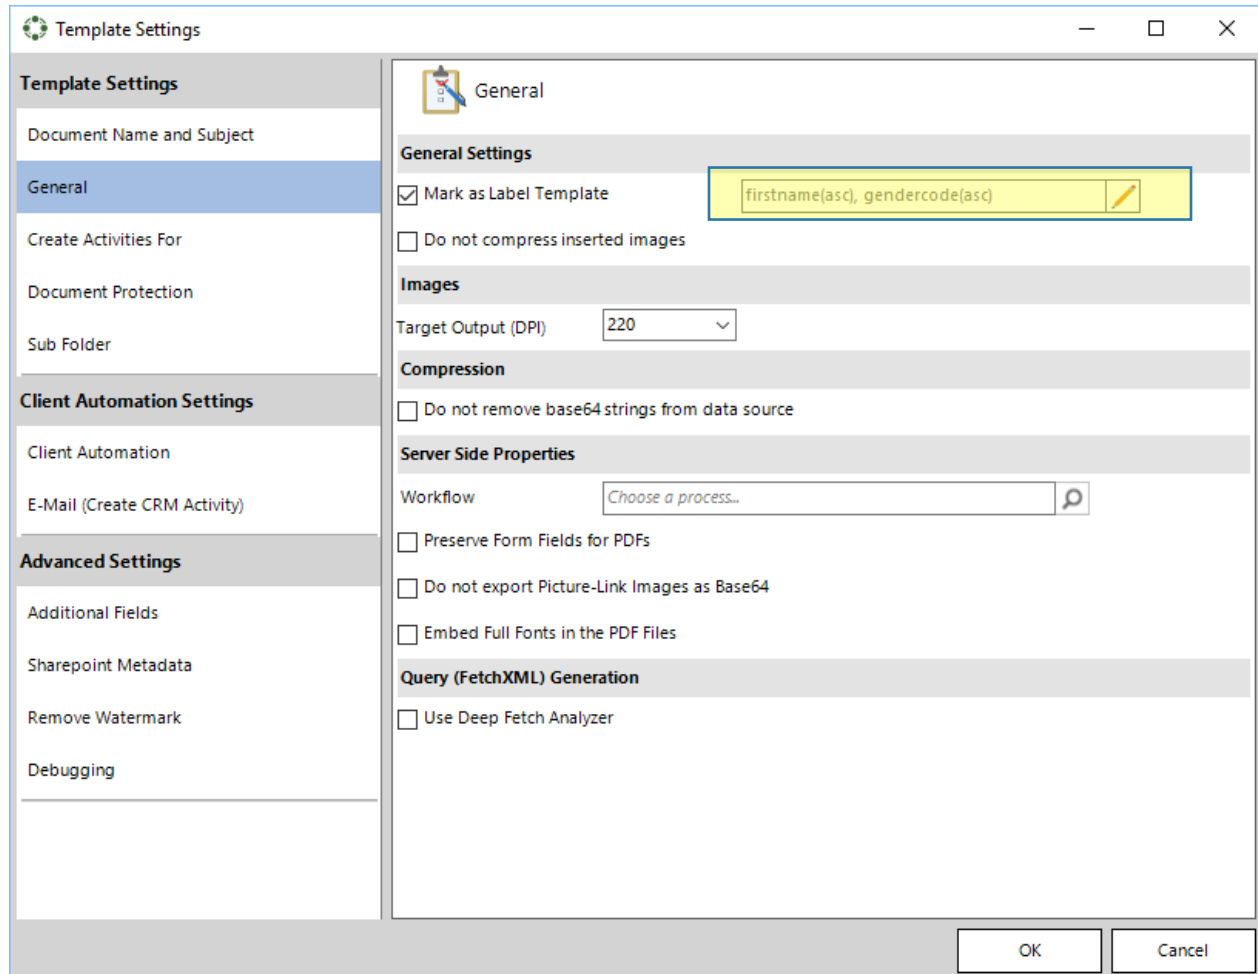 Template Settings
Template Settings
Document Name and Subject
General
Create Activities For
Document Protection
Sub Folder
Client Automation Settings
Client Automation
E-Mail (Create CRM Activity)
Advanced Settings
Additional Fields
Sharepoint Metadata
Remove Watermark
Debugging
General
General Settings
Mark as Label Template firstname(asc), gendercode(asc)
Do not compress inserted images
Images
Target Output (DPI) 220
Compression
Do not remove base64 strings from data source
Server Side Properties
Workflow Choose a process...
Preserve Form Fields for PDFs
Do not export Picture-Link Images as Base64
Embed Full Fonts in the PDF Files
Query (FetchXML) Generation
Use Deep Fetch Analyzer
OK Cancel